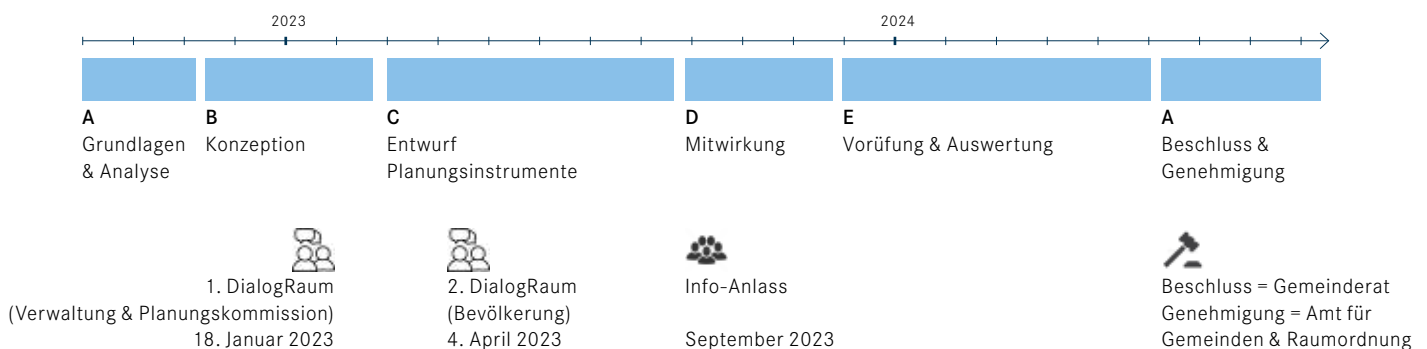 2023
2024
A
Grundlagen
& Analyse
B
Konzeption
C
Entwurf
Planungsinstrumente
D
Mitwirkung
E
Vorüfung & Auswertung
A
Beschluss &
Genehmigung
1. DialogRaum
(Verwaltung & Planungskommission)
18. Januar 2023
2. DialogRaum
(Bevölkerung)
4. April 2023
Info-Anlass
September 2023
Beschluss = Gemeinderat
Genehmigung = Amt für
Gemeinden & Raumordnung